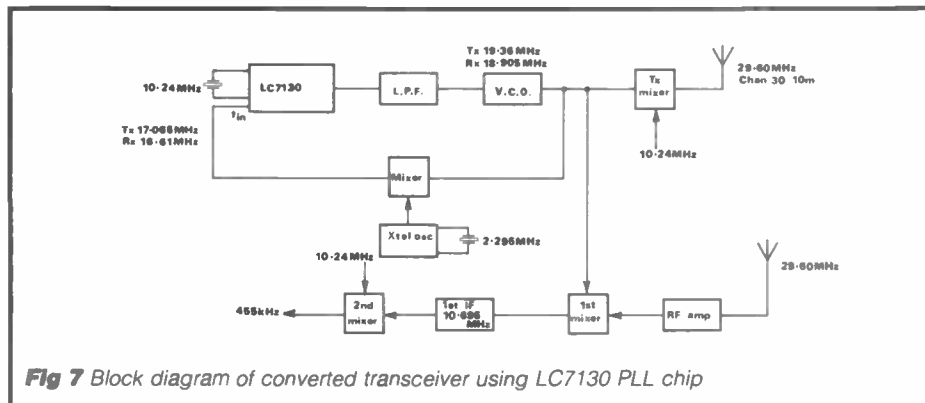 Tx 19·36MHz
Rx 18·905MHz
29·60MHz
Chan 30 10m
10·24MHz
LC7130
L.P.F.
V.C.O.
Tx
mixer
fin
Tx 17·065MHz
Rx 16·61MHz
10·24MHz
Mixer
Xtal osc
2·295MHz
10·24MHz
29·60MHz
455kHz
2nd
mixer
1st IF
10·695
MHz
1st
mixer
RF amp
Fig 7 Block diagram of converted transceiver using LC7130 PLL chip